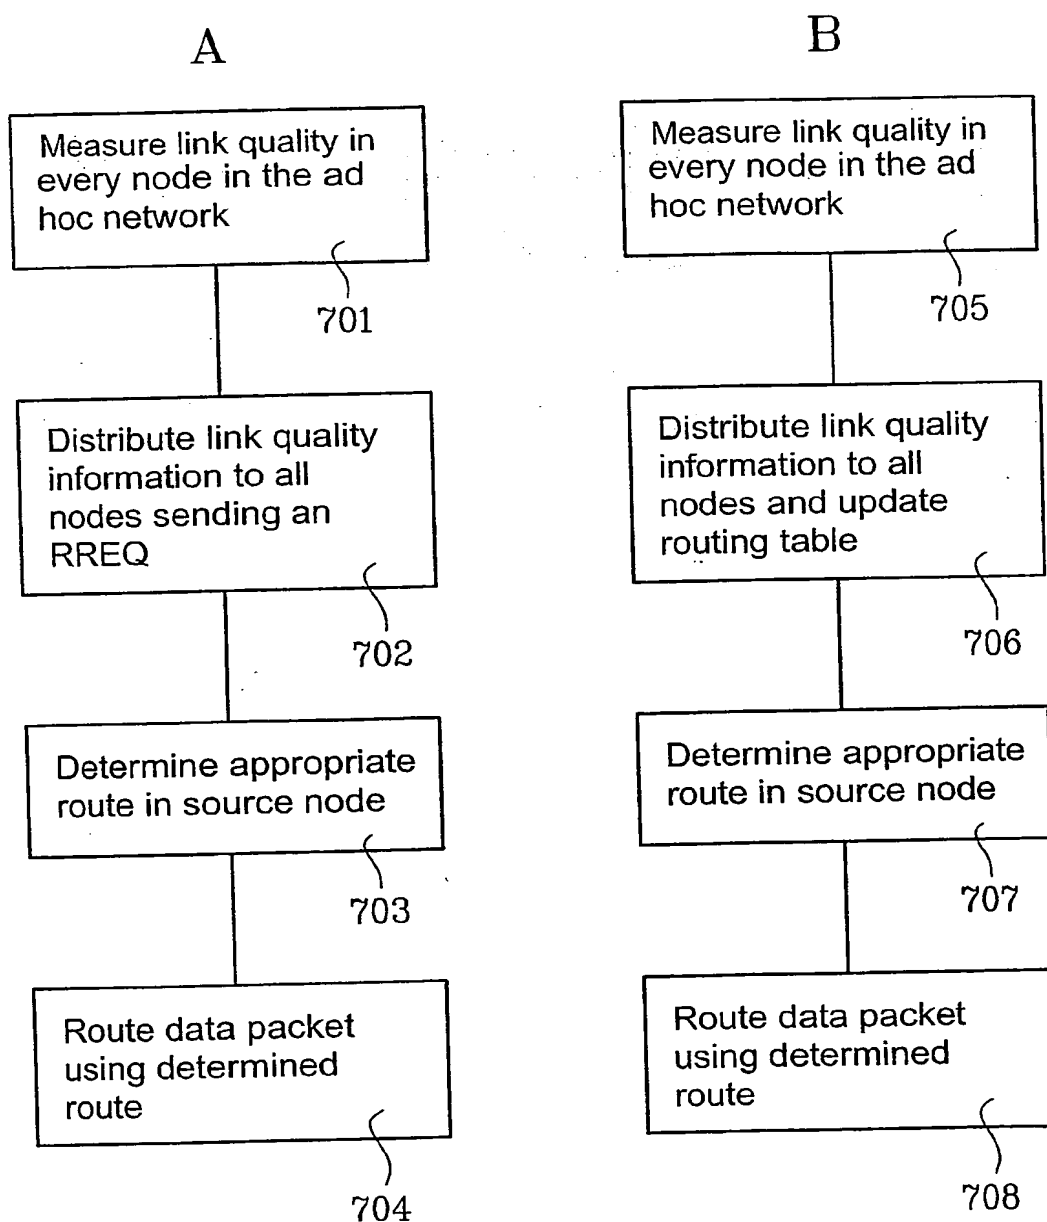 A
Measure link quality in
every node in the ad
hoc network
701
Distribute link quality
information to all
nodes sending an
RREQ
702
Determine appropriate
route in source node
703
Route data packet
using determined
route
704
B
Measure link quality in
every node in the ad
hoc network
705
Distribute link quality
information to all
nodes and update
routing table
706
Determine appropriate
route in source node
707
Route data packet
using determined
route
708